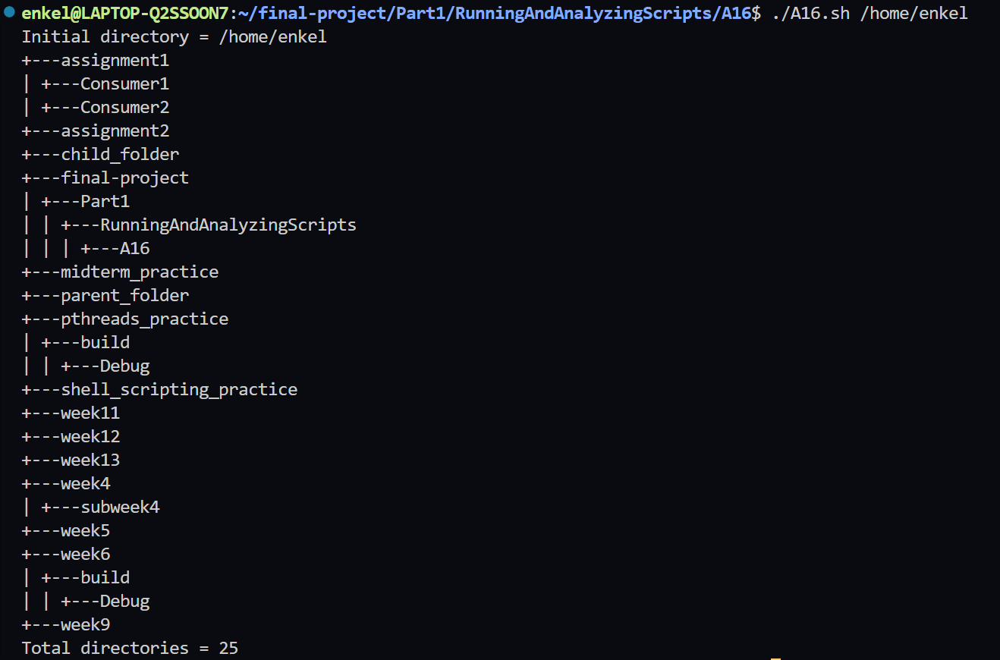 enkel@LAPTOP-Q2SSOON7:~/final-project/Part1/RunningAndAnalyzingScripts/A16$ ./A16.sh /home/enkel
Initial directory = /home/enkel
+---assignment1
| +---Consumer1
| +---Consumer2
+---assignment2
+---child_folder
+---final-project
| +---Part1
| | +---RunningAndAnalyzingScripts
| | | +---A16
+---midterm_practice
+---parent_folder
+---pthreads_practice
| +---build
| | +---Debug
+---shell_scripting_practice
+---week11
+---week12
+---week13
+---week4
| +---subweek4
+---week5
+---week6
| +---build
| | +---Debug
+---week9
Total directories = 25